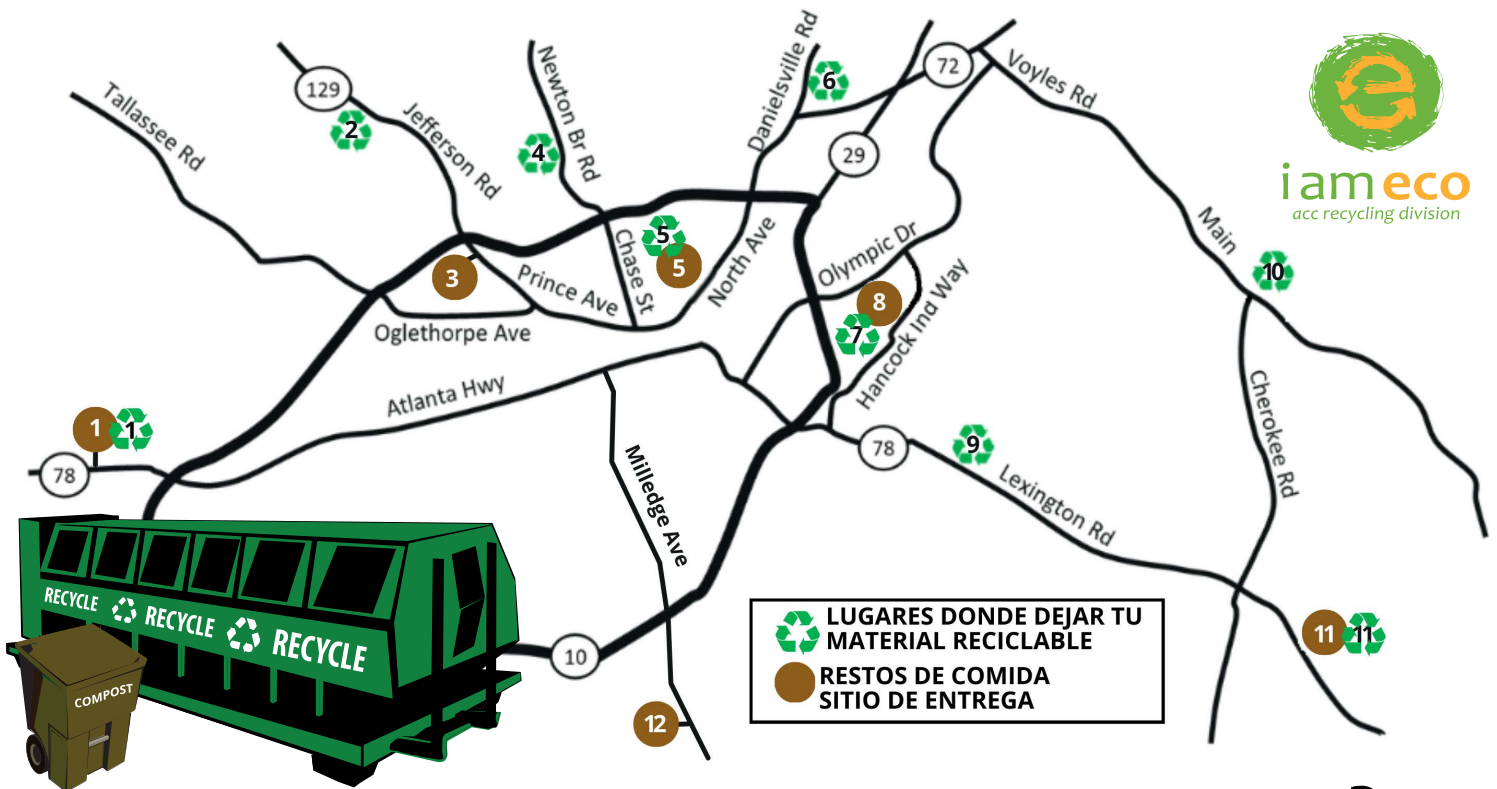 Tallassee Rd
129
2
Jefferson Rd
Newton Br Rd
4
Danielsville Rd
6
72
Voyles Rd
29
i am eco
acc recycling division
Main
10
3
Prince Ave
Chase St
5
5
North Ave
Olympic Dr
8
7
Hancock Ind Way
Oglethorpe Ave
Atlanta Hwy
1
1
78
Milledge Ave
78
9
Lexington Rd
Cherokee Rd
RECYCLE
RECYCLE
RECYCLE
COMPOST
10
12
LUGARES DONDE DEJAR TU
MATERIAL RECICLABLE
RESTOS DE COMIDA
SITIO DE ENTREGA
11
11